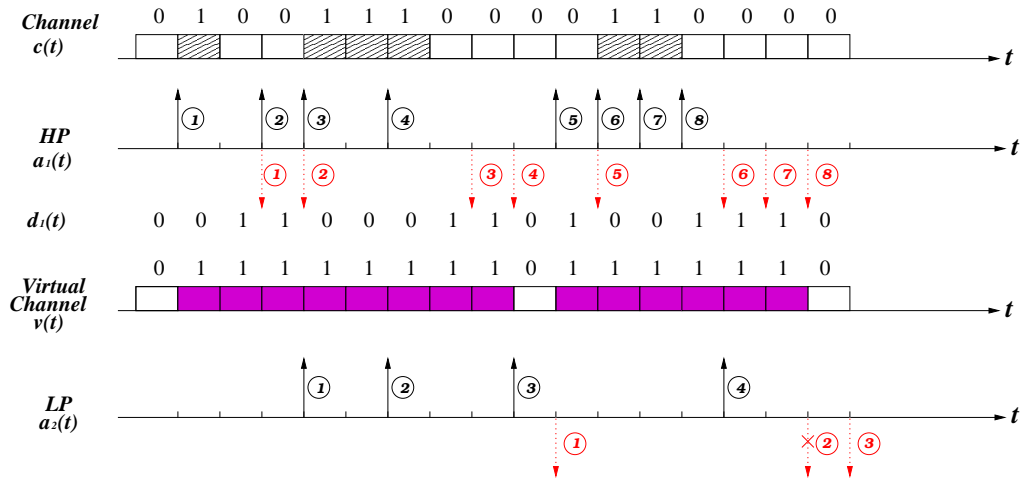 Channel 0 1 0 0 1 1 1 0 0 0 0 1 1 0 0 0 0
c(t) t
HP ① ② ③ ④ ⑤ ⑥ ⑦ ⑧
a₁(t) t
① ② ③ ④ ⑤ ⑥ ⑦ ⑧
d₁(t) 0 0 1 1 0 0 0 1 1 0 1 0 0 1 1 1 0
0 1 1 1 1 1 1 1 1 0 1 1 1 1 1 1 0
Virtual
Channel t
v(t)
① ② ③ ④
LP t
a₂(t)
① ② ③